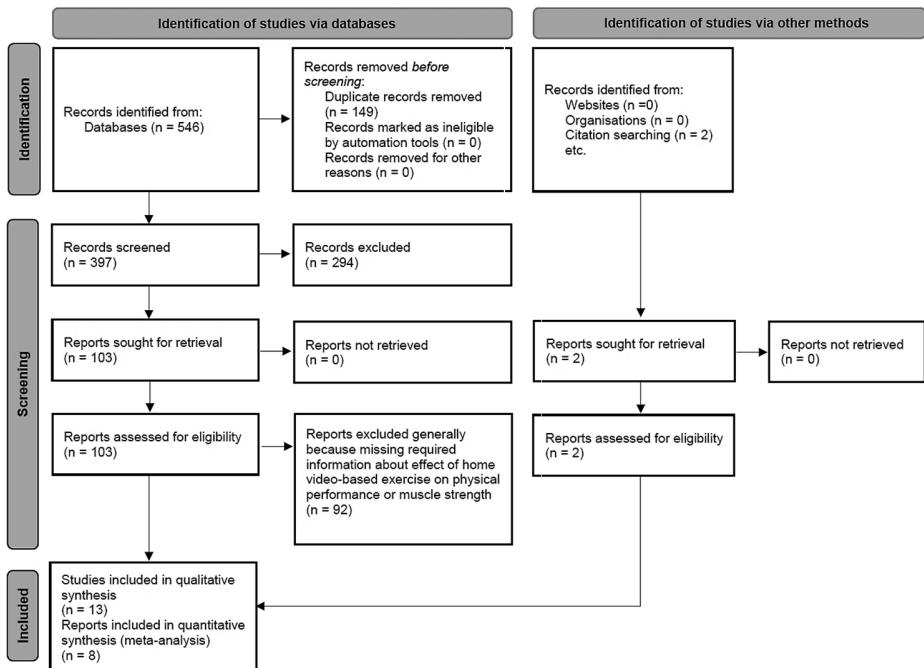 Identification of studies via databases
Identification of studies via other methods
Identification
Records identified from:
Databases (n = 546)
Records removed before
screening:
Duplicate records removed
(n = 149)
Records marked as ineligible
by automation tools (n = 0)
Records removed for other
reasons (n = 0)
Records identified from:
Websites (n =0)
Organisations (n = 0)
Citation searching (n = 2)
etc.
Screening
Records screened
(n = 397)
Records excluded
(n = 294)
Reports sought for retrieval
(n = 103)
Reports not retrieved
(n = 0)
Reports sought for retrieval
(n = 2)
Reports not retrieved
(n = 0)
Reports assessed for eligibility
(n = 103)
Reports excluded generally
because missing required
information about effect of home
video-based exercise on physical
performance or muscle strength
(n = 92)
Reports assessed for eligibility
(n = 2)
Included
Studies included in qualitative
synthesis
(n = 13)
Reports included in quantitative
synthesis (meta-analysis)
(n = 8)